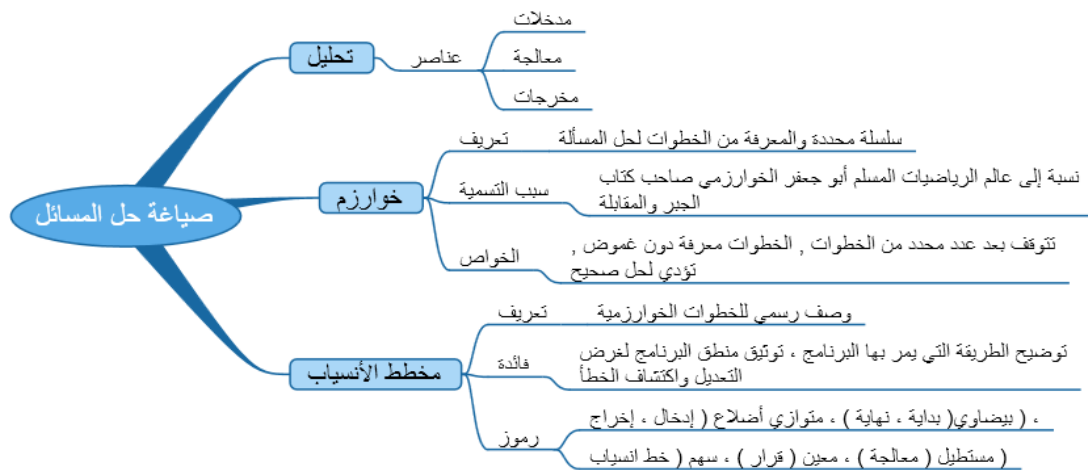 صياغة حل المسائل
تحليل
عناصر
مدخلات
معالجة
مخرجات
خوارزم
تعريف
سلسلة محددة والمعرفة من الخطوات لحل المسألة
سبب التسمية
نسبة إلى عالم الرياضيات المسلم أبو جعفر الخوارزمي صاحب كتاب
الجبر والمقابلة
الخواص
تتوقف بعد عدد محدد من الخطوات , الخطوات معرفة دون غموض ,
تؤدي لحل صحيح
مخطط الأنسياب
تعريف
وصف رسمي للخطوات الخوارزمية
فائدة
توضيح الطريقة التي يمر بها البرنامج ، توثيق منطق البرنامج لغرض
التعديل واكتشاف الخطأ
رموز
، ( بيضاوي( بداية ، نهاية ) ، متوازي أضلاع ( إدخال ، إخراج
( مستطيل ( معالجة ) ، معين ( قرار ) ، سهم ( خط انسياب